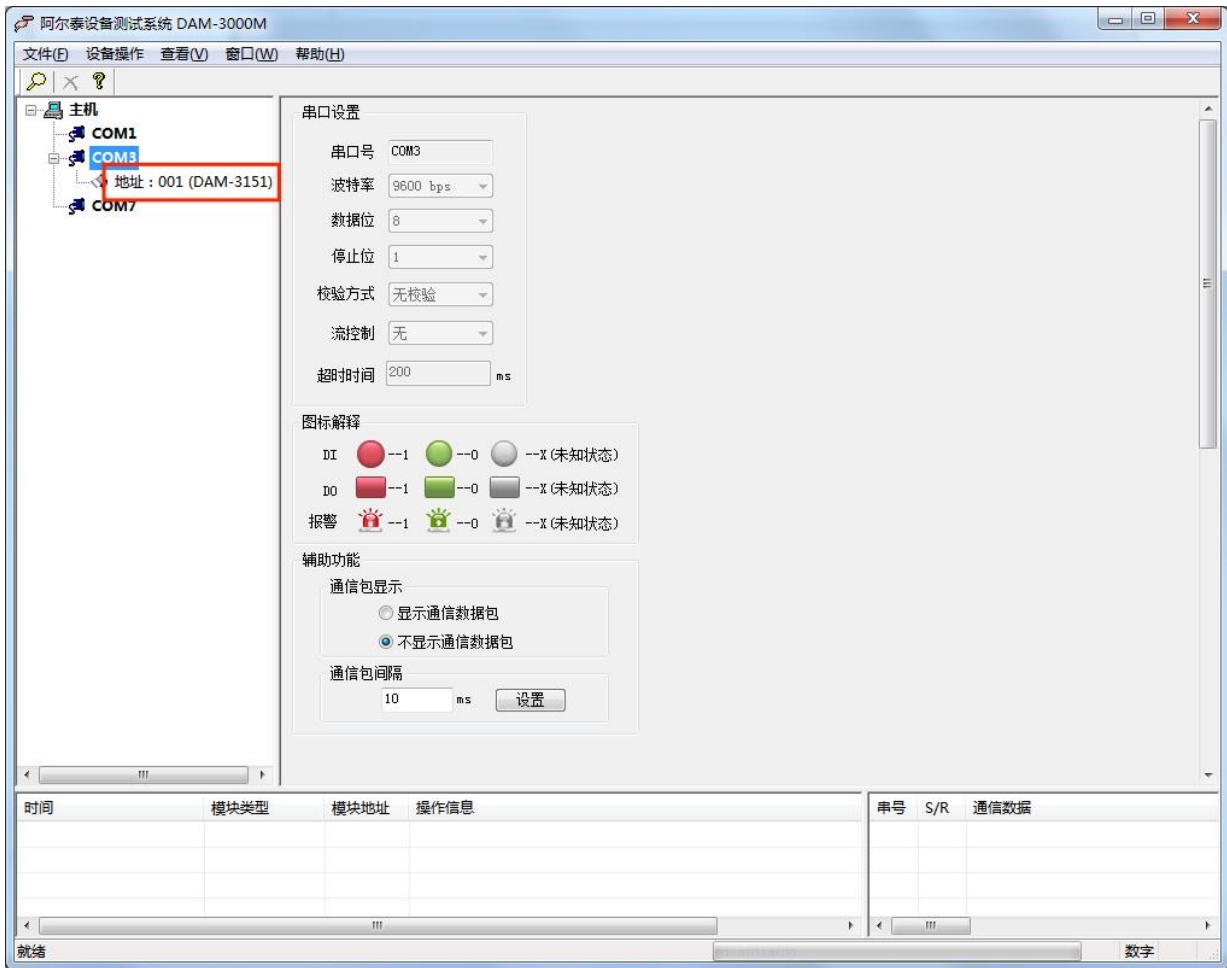 阿尔泰设备测试系统 DAM-3000M
文件(F) 设备操作 查看(V) 窗口(W) 帮助(H)
主机
COM1
COM3
地址：001 (DAM-3151)
COM7
串口设置
串口号 COM3
波特率 9600 bps
数据位 8
停止位 1
校验方式 无校验
流控制 无
超时时间 200 ms
图标解释
DI --1 --0 --X(未知状态)
DO --1 --0 --X(未知状态)
报警 --1 --0 --X(未知状态)
辅助功能
通信包显示
显示通信数据包
不显示通信数据包
通信包间隔
10 ms 设置
时间 模块类型 模块地址 操作信息 串号 S/R 通信数据
就绪 数字